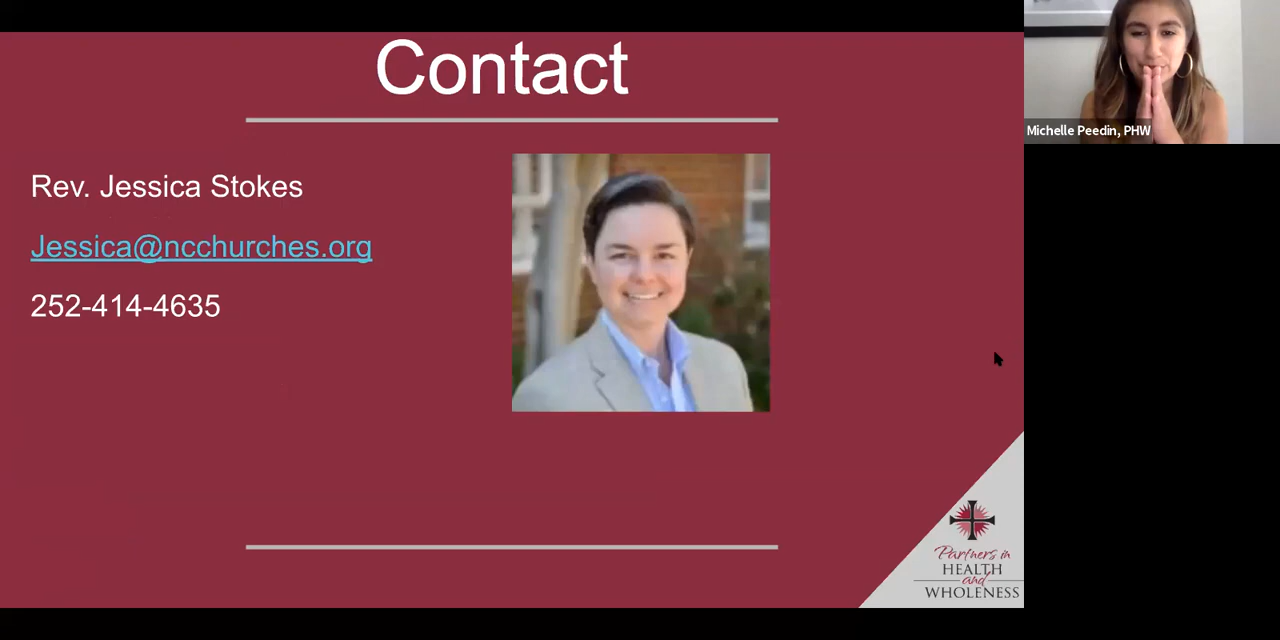 Contact
Rev. Jessica Stokes
Jessica@ncchurches.org
252-414-4635
Michelle Peedin, PHW
Partners in
HEALTH
and
WHOLENESS